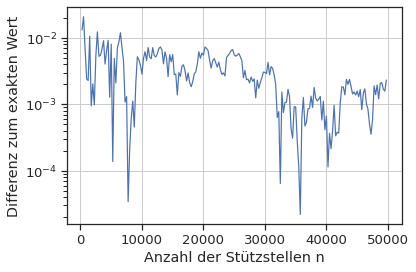 Differenz zum exakten Wert
10⁻²
10⁻³
10⁻⁴
0 10000 20000 30000 40000 50000
Anzahl der Stützstellen n